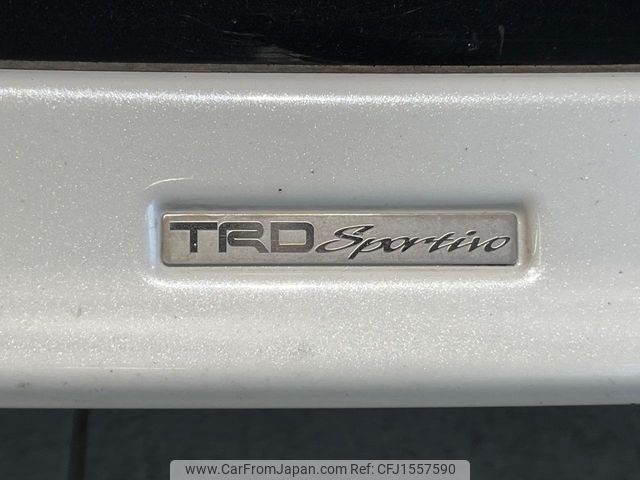 TRD Sportivo
www.CarFromJapan.com | Ref:CFJ1557590